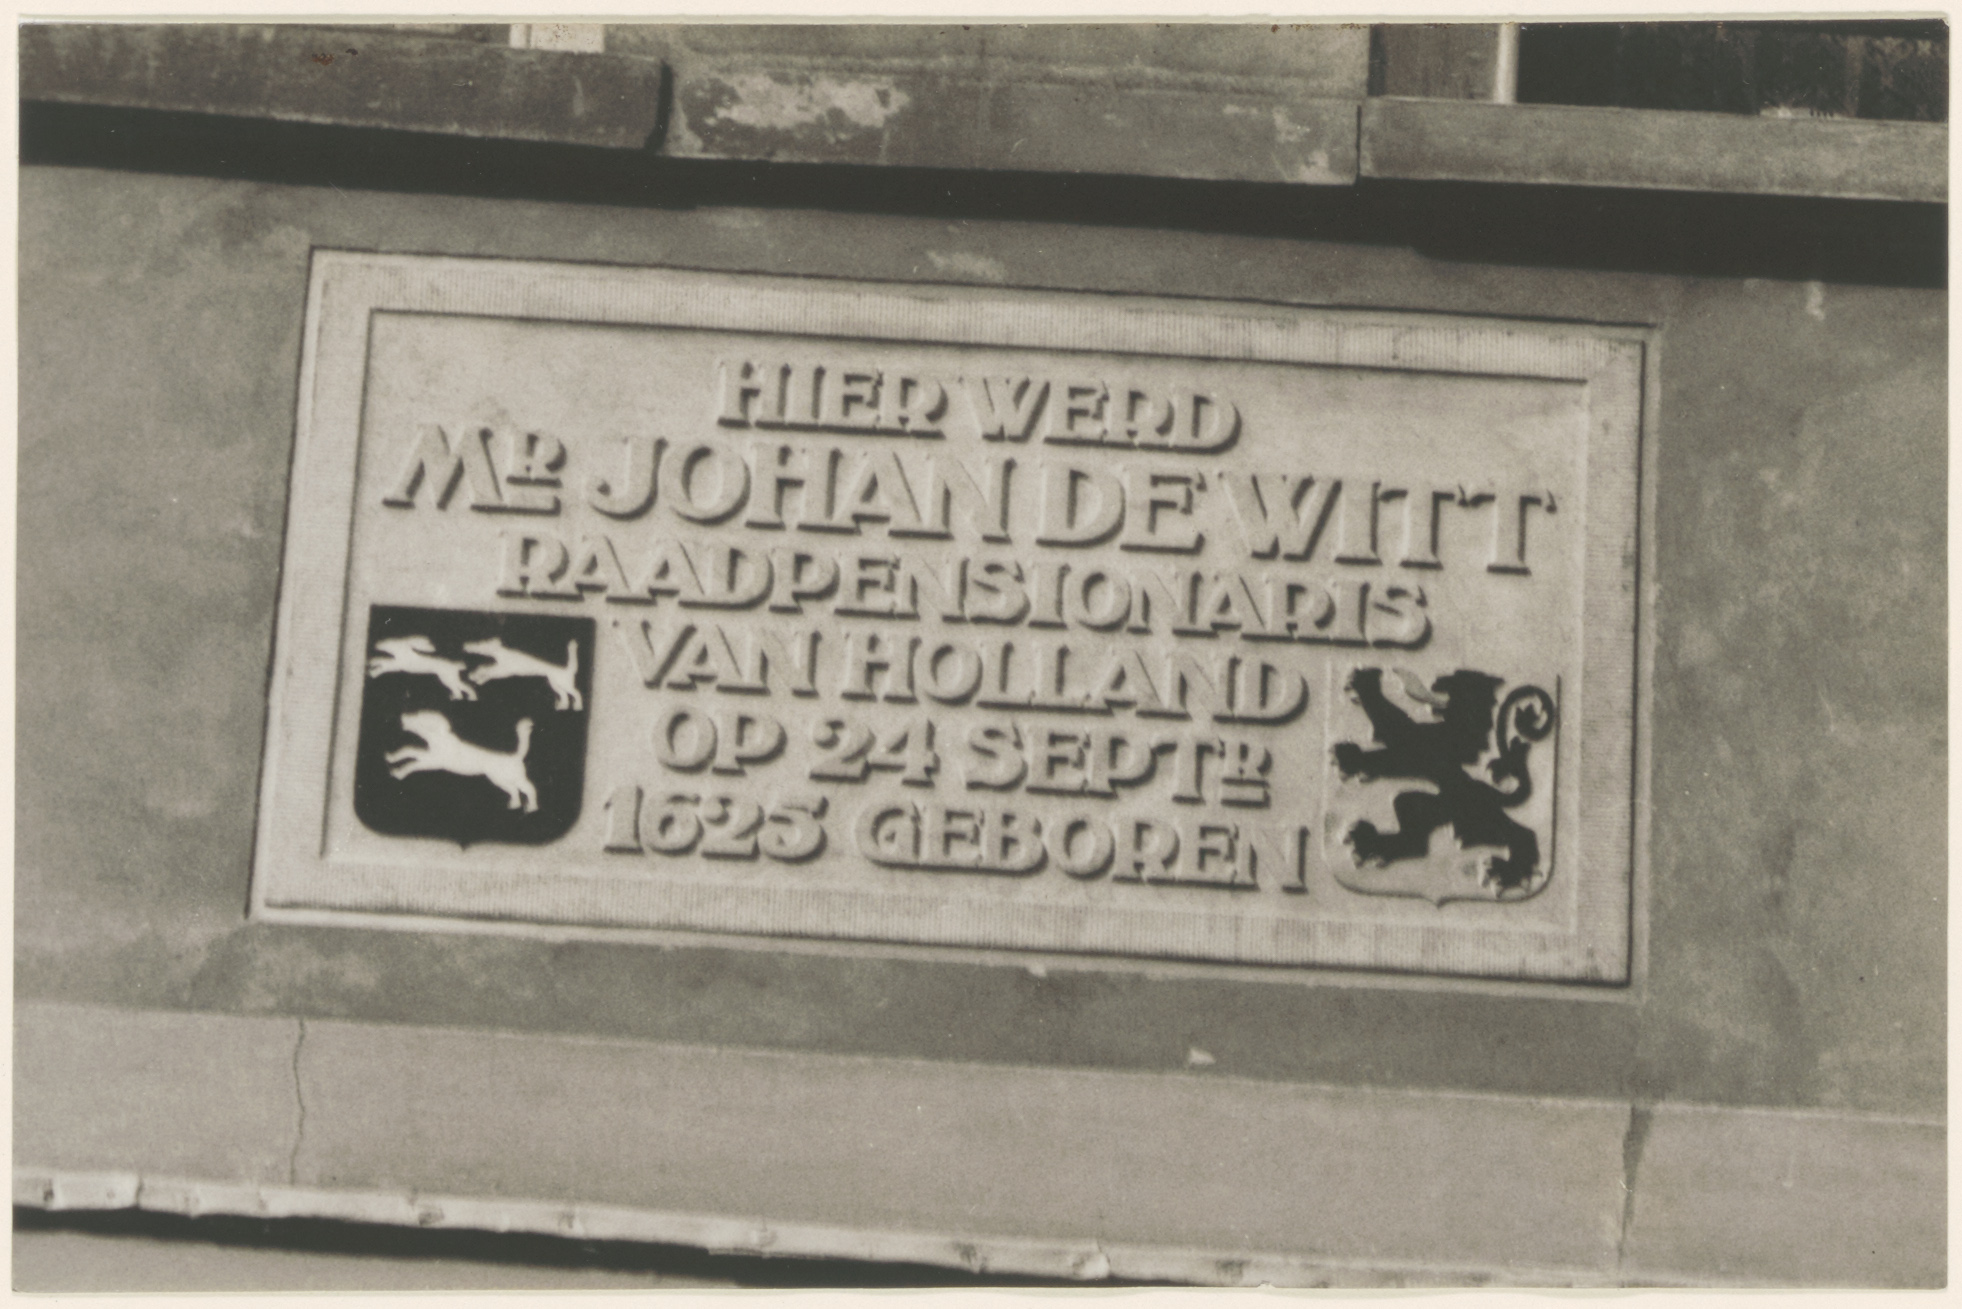 HIER WERD
MR JOHAN DE WITT
RAADPENSIONARIS
VAN HOLLAND
OP 24 SEPTR
1625 GEBOREN